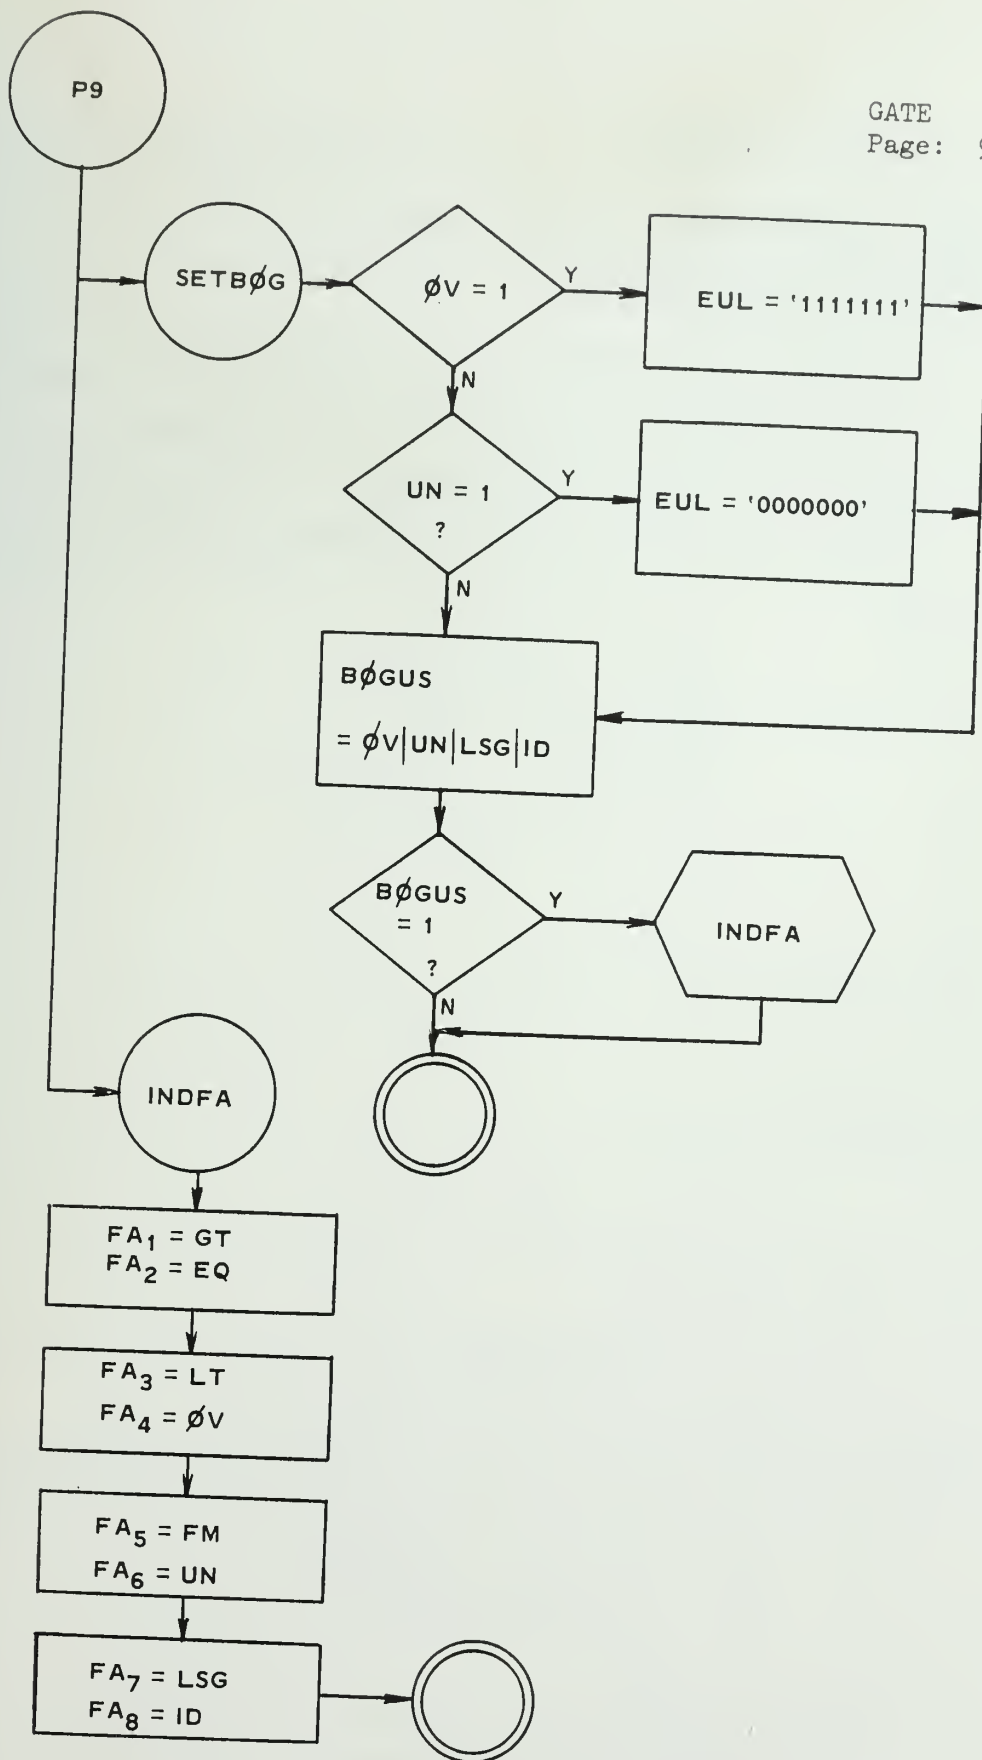 P9
GATE
Page:
SETBØG
ØV = 1
Y
EUL = '1111111'
N
UN = 1
?
Y
EUL = '0000000'
N
BØGUS
= ØV|UN|LSG|ID
BØGUS
= 1
?
Y
INDFA
N
INDFA
FA₁ = GT
FA₂ = EQ
FA₃ = LT
FA₄ = ØV
FA₅ = FM
FA₆ = UN
FA₇ = LSG
FA₈ = ID